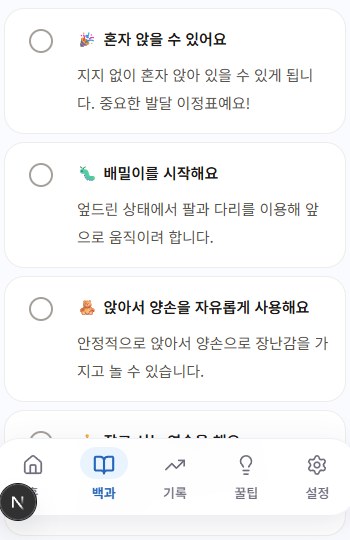 혼자 앉을 수 있어요
지지 없이 혼자 앉아 있을 수 있게 됩니
다. 중요한 발달 이정표예요!
배밀이를 시작해요
엎드린 상태에서 팔과 다리를 이용해 앞
으로 움직이려 합니다.
앉아서 양손을 자유롭게 사용해요
안정적으로 앉아서 양손으로 장난감을 가
지고 놀 수 있습니다.
백과
기록
꿀팁
설정
N